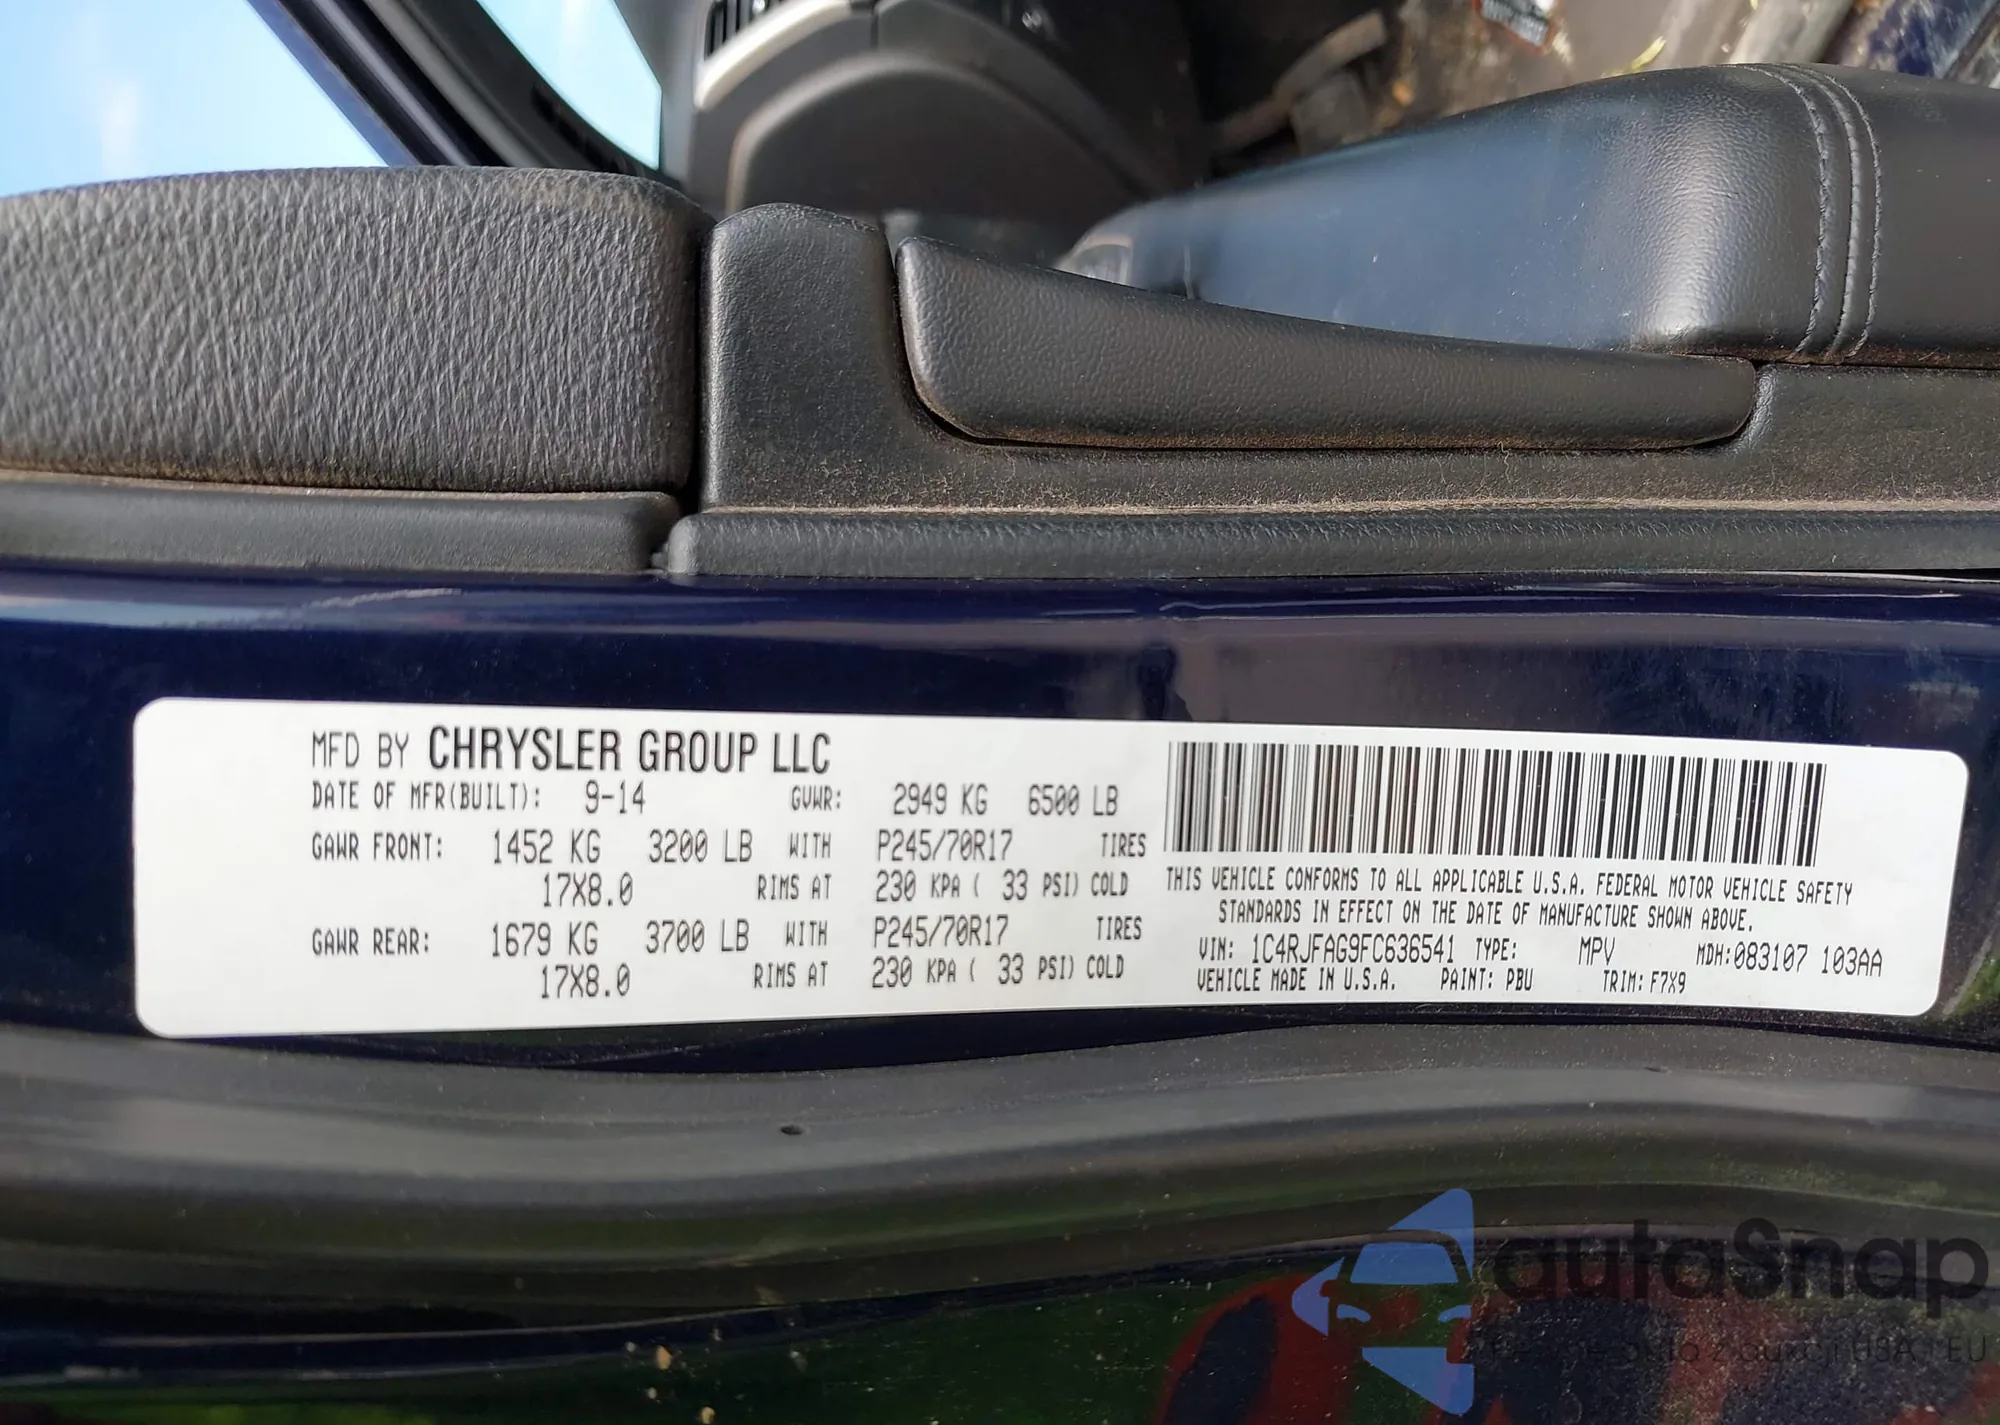 MFD BY CHRYSLER GROUP LLC
DATE OF MFR(BUILT): 9-14 GVWR: 2949 KG 6500 LB
GAWR FRONT: 1452 KG 3200 LB WITH P245/70R17 TIRES
17X8.0 RIMS AT 230 KPA ( 33 PSI) COLD
GAWR REAR: 1679 KG 3700 LB WITH P245/70R17 TIRES
17X8.0 RIMS AT 230 KPA ( 33 PSI) COLD
THIS VEHICLE CONFORMS TO ALL APPLICABLE U.S.A. FEDERAL MOTOR VEHICLE SAFETY
STANDARDS IN EFFECT ON THE DATE OF MANUFACTURE SHOWN ABOVE.
VIN: 1C4RJFAG9FC636541 TYPE: MPV MDH:083107 103AA
VEHICLE MADE IN U.S.A. PAINT: PBU TRIM: F7X9
autoSnap
auto z aukcji USA i EU